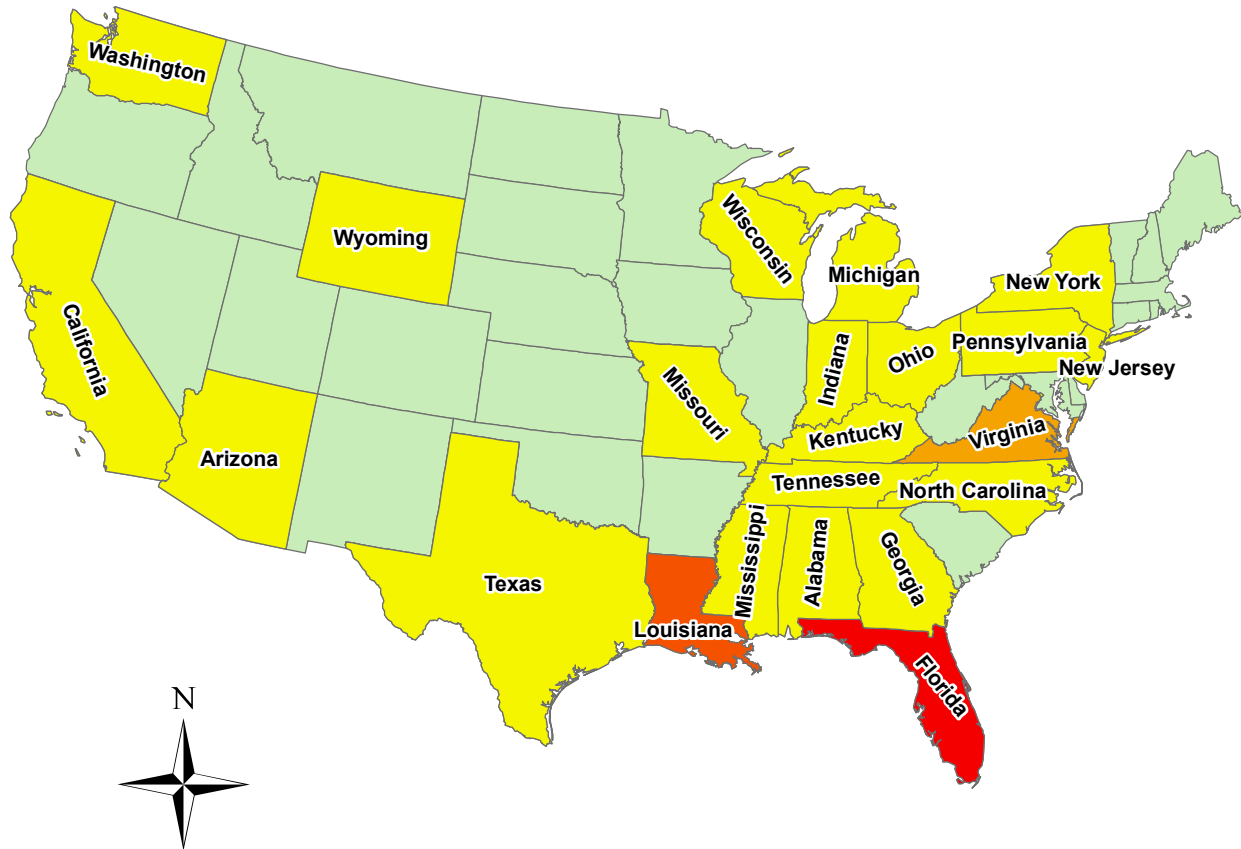 Washington
Wyoming
Wisconsin
Michigan
New York
California
Pennsylvania
Indiana
Ohio
New Jersey
Missouri
Arizona
Kentucky
Virginia
Tennessee
North Carolina
Mississippi
Alabama
Georgia
Texas
Louisiana
Florida
N